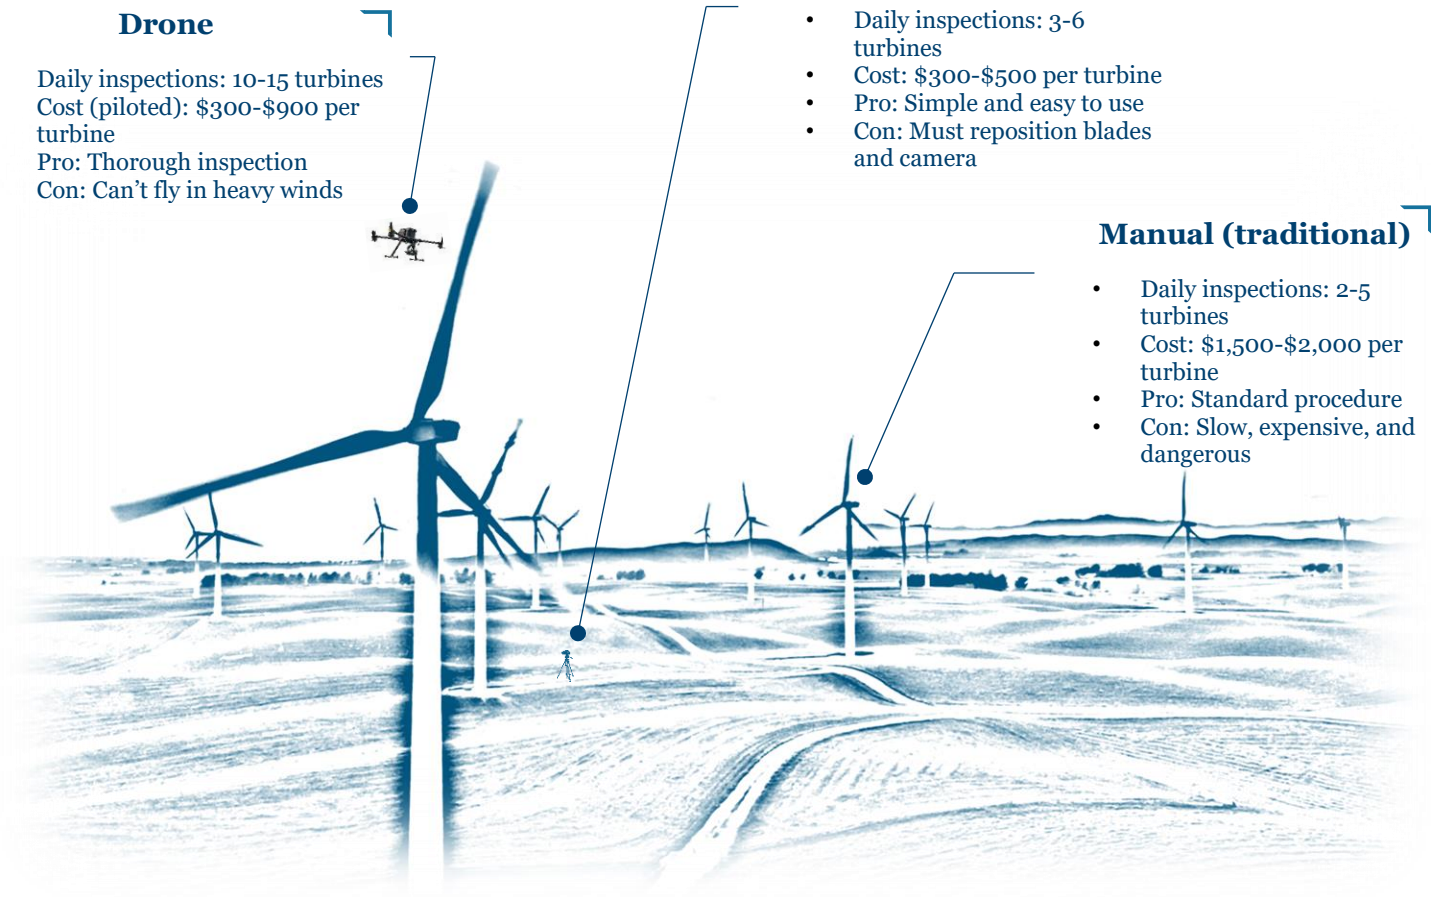 Drone
Daily inspections: 10-15 turbines
Cost (piloted): $300-$900 per
turbine
Pro: Thorough inspection
Con: Can’t fly in heavy winds
• Daily inspections: 3-6
turbines
• Cost: $300-$500 per turbine
• Pro: Simple and easy to use
• Con: Must reposition blades
and camera
Manual (traditional)
• Daily inspections: 2-5
turbines
• Cost: $1,500-$2,000 per
turbine
• Pro: Standard procedure
• Con: Slow, expensive, and
dangerous